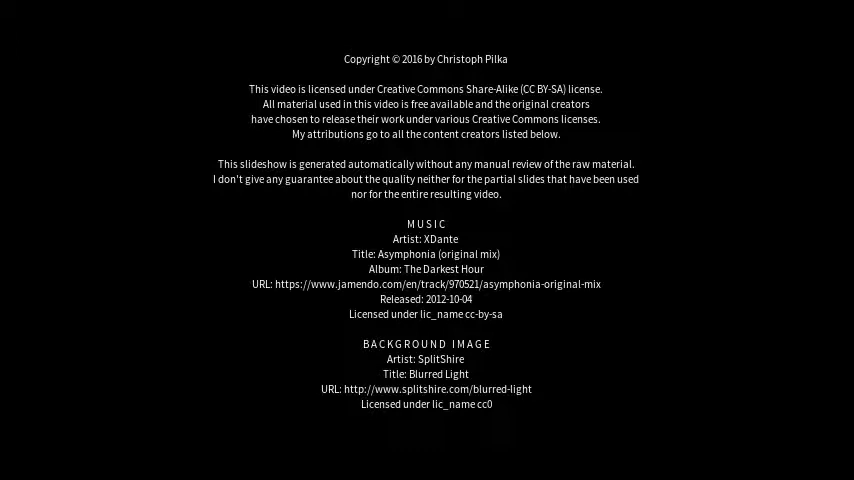 Copyright © 2016 by Christoph Pilka
This video is licensed under Creative Commons Share-Alike (CC BY-SA) license.
All material used in this video is free available and the original creators
have chosen to release their work under various Creative Commons licenses.
My attributions go to all the content creators listed below.
This slideshow is generated automatically without any manual review of the raw material.
I don't give any guarantee about the quality neither for the partial slides that have been used
nor for the entire resulting video.
MUSIC
Artist: XDante
Title: Asymphonia (original mix)
Album: The Darkest Hour
URL: https://www.jamendo.com/en/track/970521/asymphonia-original-mix
Released: 2012-10-04
Licensed under lic_name cc-by-sa
BACKGROUND IMAGE
Artist: SplitShire
Title: Blurred Light
URL: http://www.splitshire.com/blurred-light
Licensed under lic_name cc0